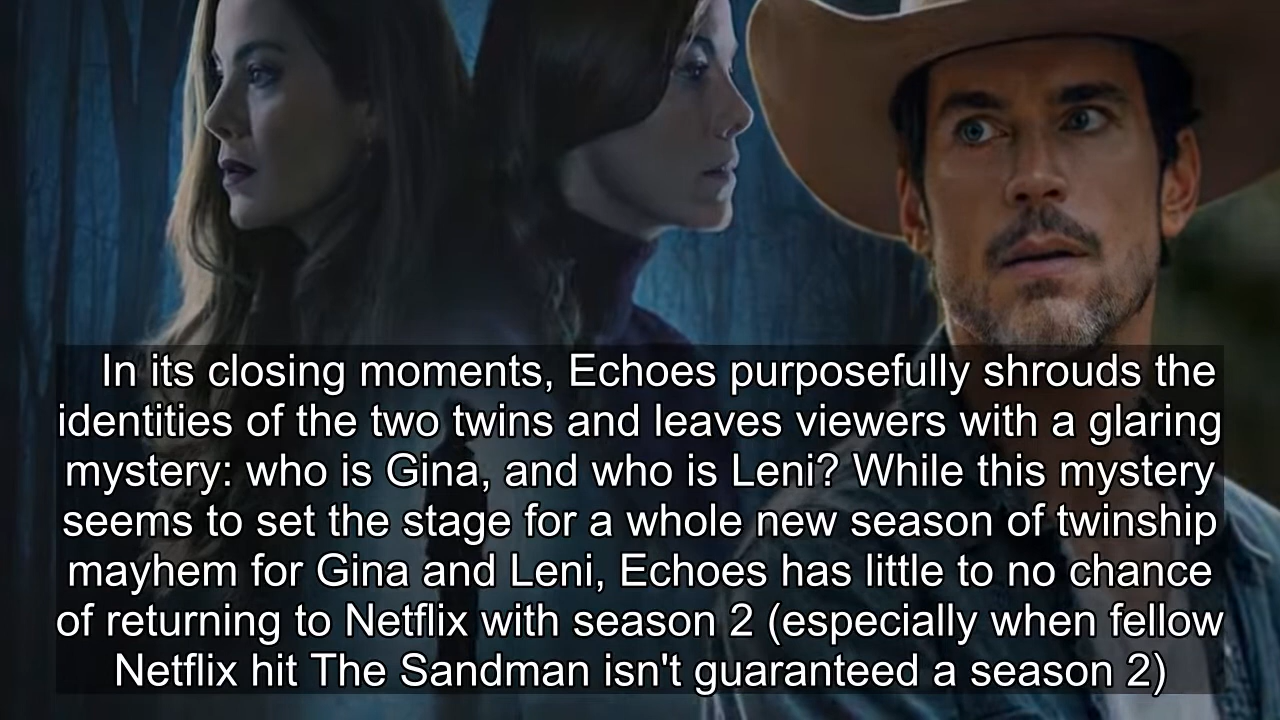 In its closing moments, Echoes purposefully shrouds the
identities of the two twins and leaves viewers with a glaring
mystery: who is Gina, and who is Leni? While this mystery
seems to set the stage for a whole new season of twinship
mayhem for Gina and Leni, Echoes has little to no chance
of returning to Netflix with season 2 (especially when fellow
Netflix hit The Sandman isn't guaranteed a season 2)